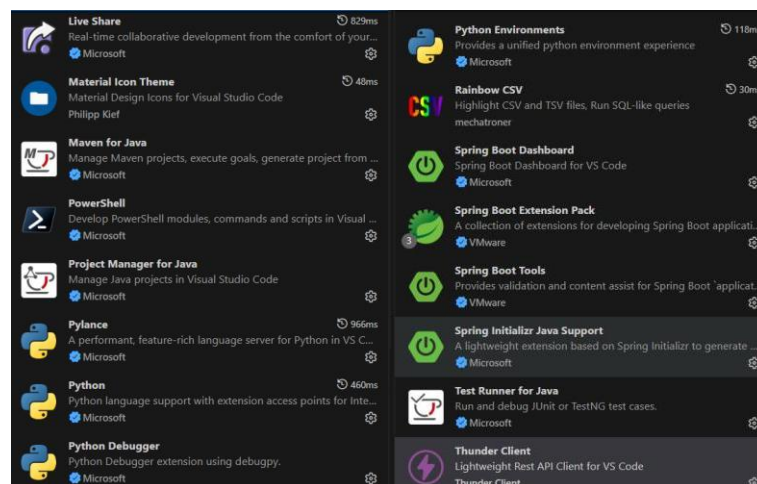 Live Share 829ms
Real-time collaborative development from the comfort of your...
Microsoft
Material Icon Theme 48ms
Material Design Icons for Visual Studio Code
Philipp Kief
Maven for Java
Manage Maven projects, execute goals, generate project from ...
Microsoft
PowerShell
Develop PowerShell modules, commands and scripts in Visual ...
Microsoft
Project Manager for Java
Manage Java projects in Visual Studio Code
Microsoft
Pylance 966ms
A performant, feature-rich language server for Python in VS C...
Microsoft
Python 460ms
Python language support with extension access points for Inte...
Microsoft
Python Debugger
Python Debugger extension using debugpy.
Microsoft
Python Environments 118m
Provides a unified python environment experience
Microsoft
CSV
Rainbow CSV 30m
Highlight CSV and TSV files, Run SQL-like queries
mechatroner
Spring Boot Dashboard
Spring Boot Dashboard for VS Code
Microsoft
Spring Boot Extension Pack
A collection of extensions for developing Spring Boot applicati..
3 VMware
Spring Boot Tools
Provides validation and content assist for Spring Boot `applicat.
VMware
Spring Initializr Java Support
A lightweight extension based on Spring Initializr to generate ...
Microsoft
Test Runner for Java
Run and debug JUnit or TestNG test cases.
Microsoft
Thunder Client
Lightweight Rest API Client for VS Code
Thunder Client